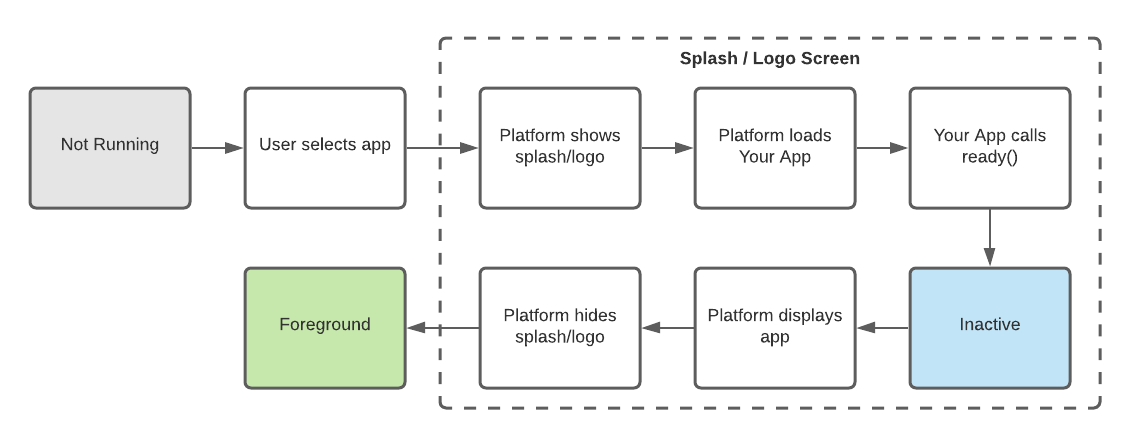 Splash / Logo Screen
Not Running
User selects app
Platform shows
splash/logo
Platform loads
Your App
Your App calls
ready()
Foreground
Platform hides
splash/logo
Platform displays
app
Inactive